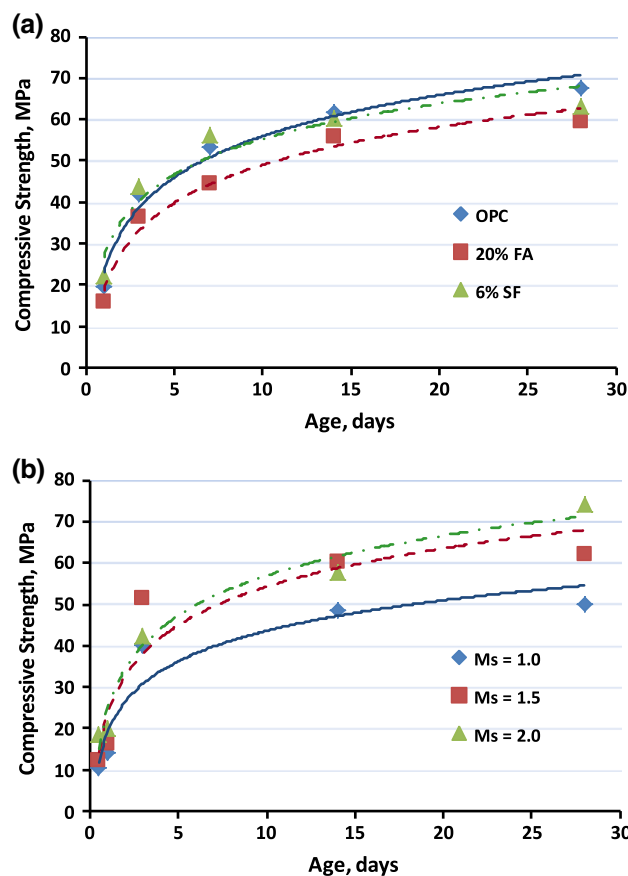 (a)
80
70
60
50
40
30
20
10
0
Compressive Strength, MPa
OPC
20% FA
6% SF
0 5 10 15 20 25 30
Age, days
(b)
80
70
60
50
40
30
20
10
0
Compressive Strength, MPa
Ms = 1.0
Ms = 1.5
Ms = 2.0
0 5 10 15 20 25 30
Age, days